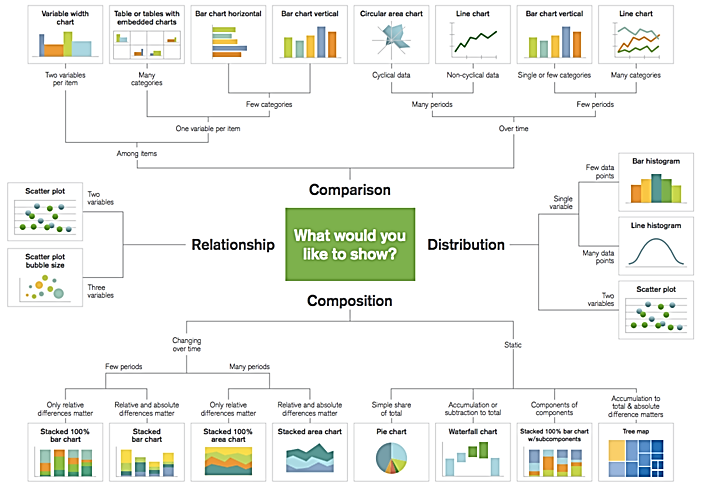 Variable width
chart
Table or tables with
embedded charts
Bar chart horizontal
Bar chart vertical
Circular area chart
Line chart
Bar chart vertical
Line chart
Two variables
per item
Many
categories
Cyclical data
Non-cyclical data
Single or few categories
Many categories
Few categories
Many periods
Few periods
One variable per item
Over time
Among items
Comparison
Scatter plot
Two
variables
Relationship
Scatter plot
bubble size
Three
variables
What would you
like to show?
Distribution
Single
variable
Few data
points
Bar histogram
Many data
points
Line histogram
Two
variables
Scatter plot
Composition
Changing
over time
Static
Few periods
Many periods
Only relative
differences matter
Relative and absolute
differences matter
Only relative
differences matter
Relative and absolute
differences matter
Simple share
of total
Accumulation or
subtraction to total
Components of
components
Accumulation to
total & absolute
difference matters
Stacked 100%
bar chart
Stacked
bar chart
Stacked 100%
area chart
Stacked area chart
Pie chart
Waterfall chart
Stacked 100% bar chart
w/subcomponents
Tree map